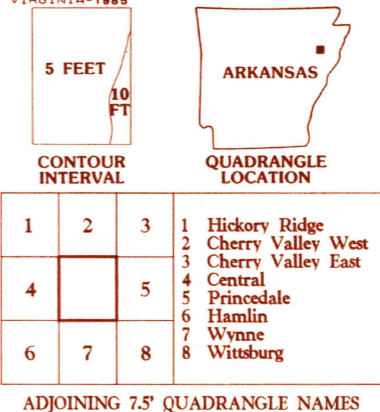 VIRGINIA-1985
5 FEET
10
FT
ARKANSAS
CONTOUR
INTERVAL
QUADRANGLE
LOCATION
1 2 3
4 5
6 7 8
1 Hickory Ridge
2 Cherry Valley West
3 Cherry Valley East
4 Central
5 Princedale
6 Hamlin
7 Wynne
8 Wittsburg
ADJOINING 7.5' QUADRANGLE NAMES